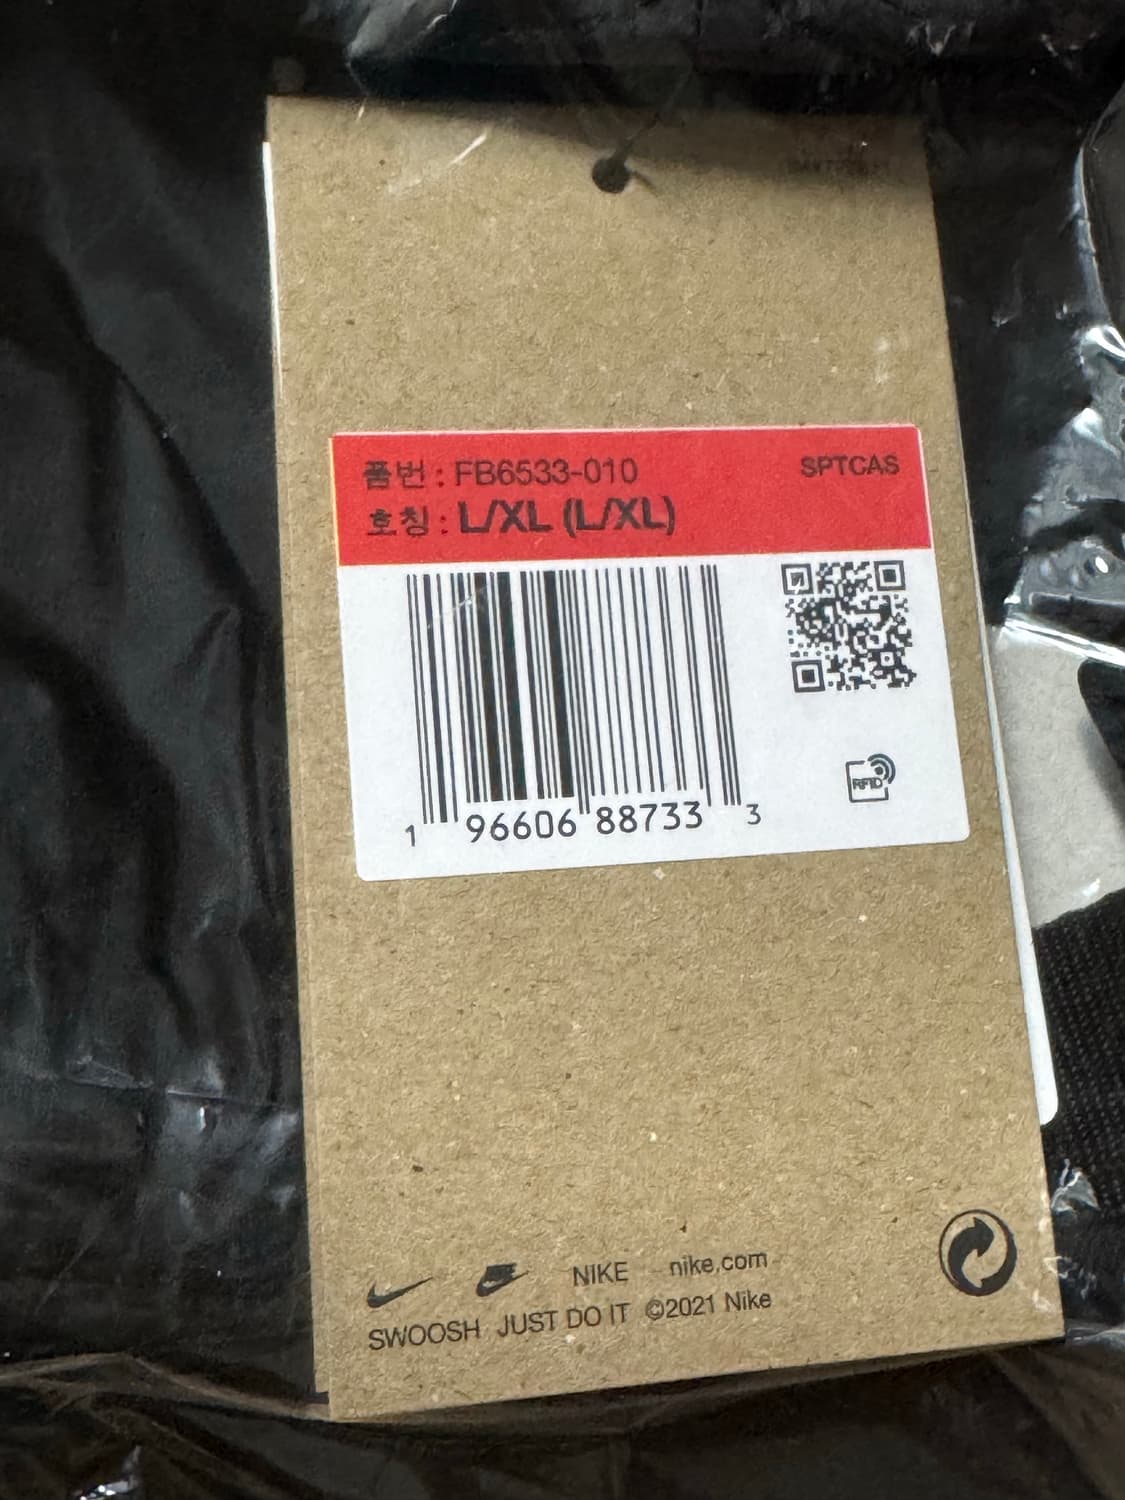 품번 : FB6533-010
SPTCAS
호칭 : L/XL (L/XL)
1 96606 88733 3
RFID
NIKE nike.com
SWOOSH JUST DO IT ©2021 Nike